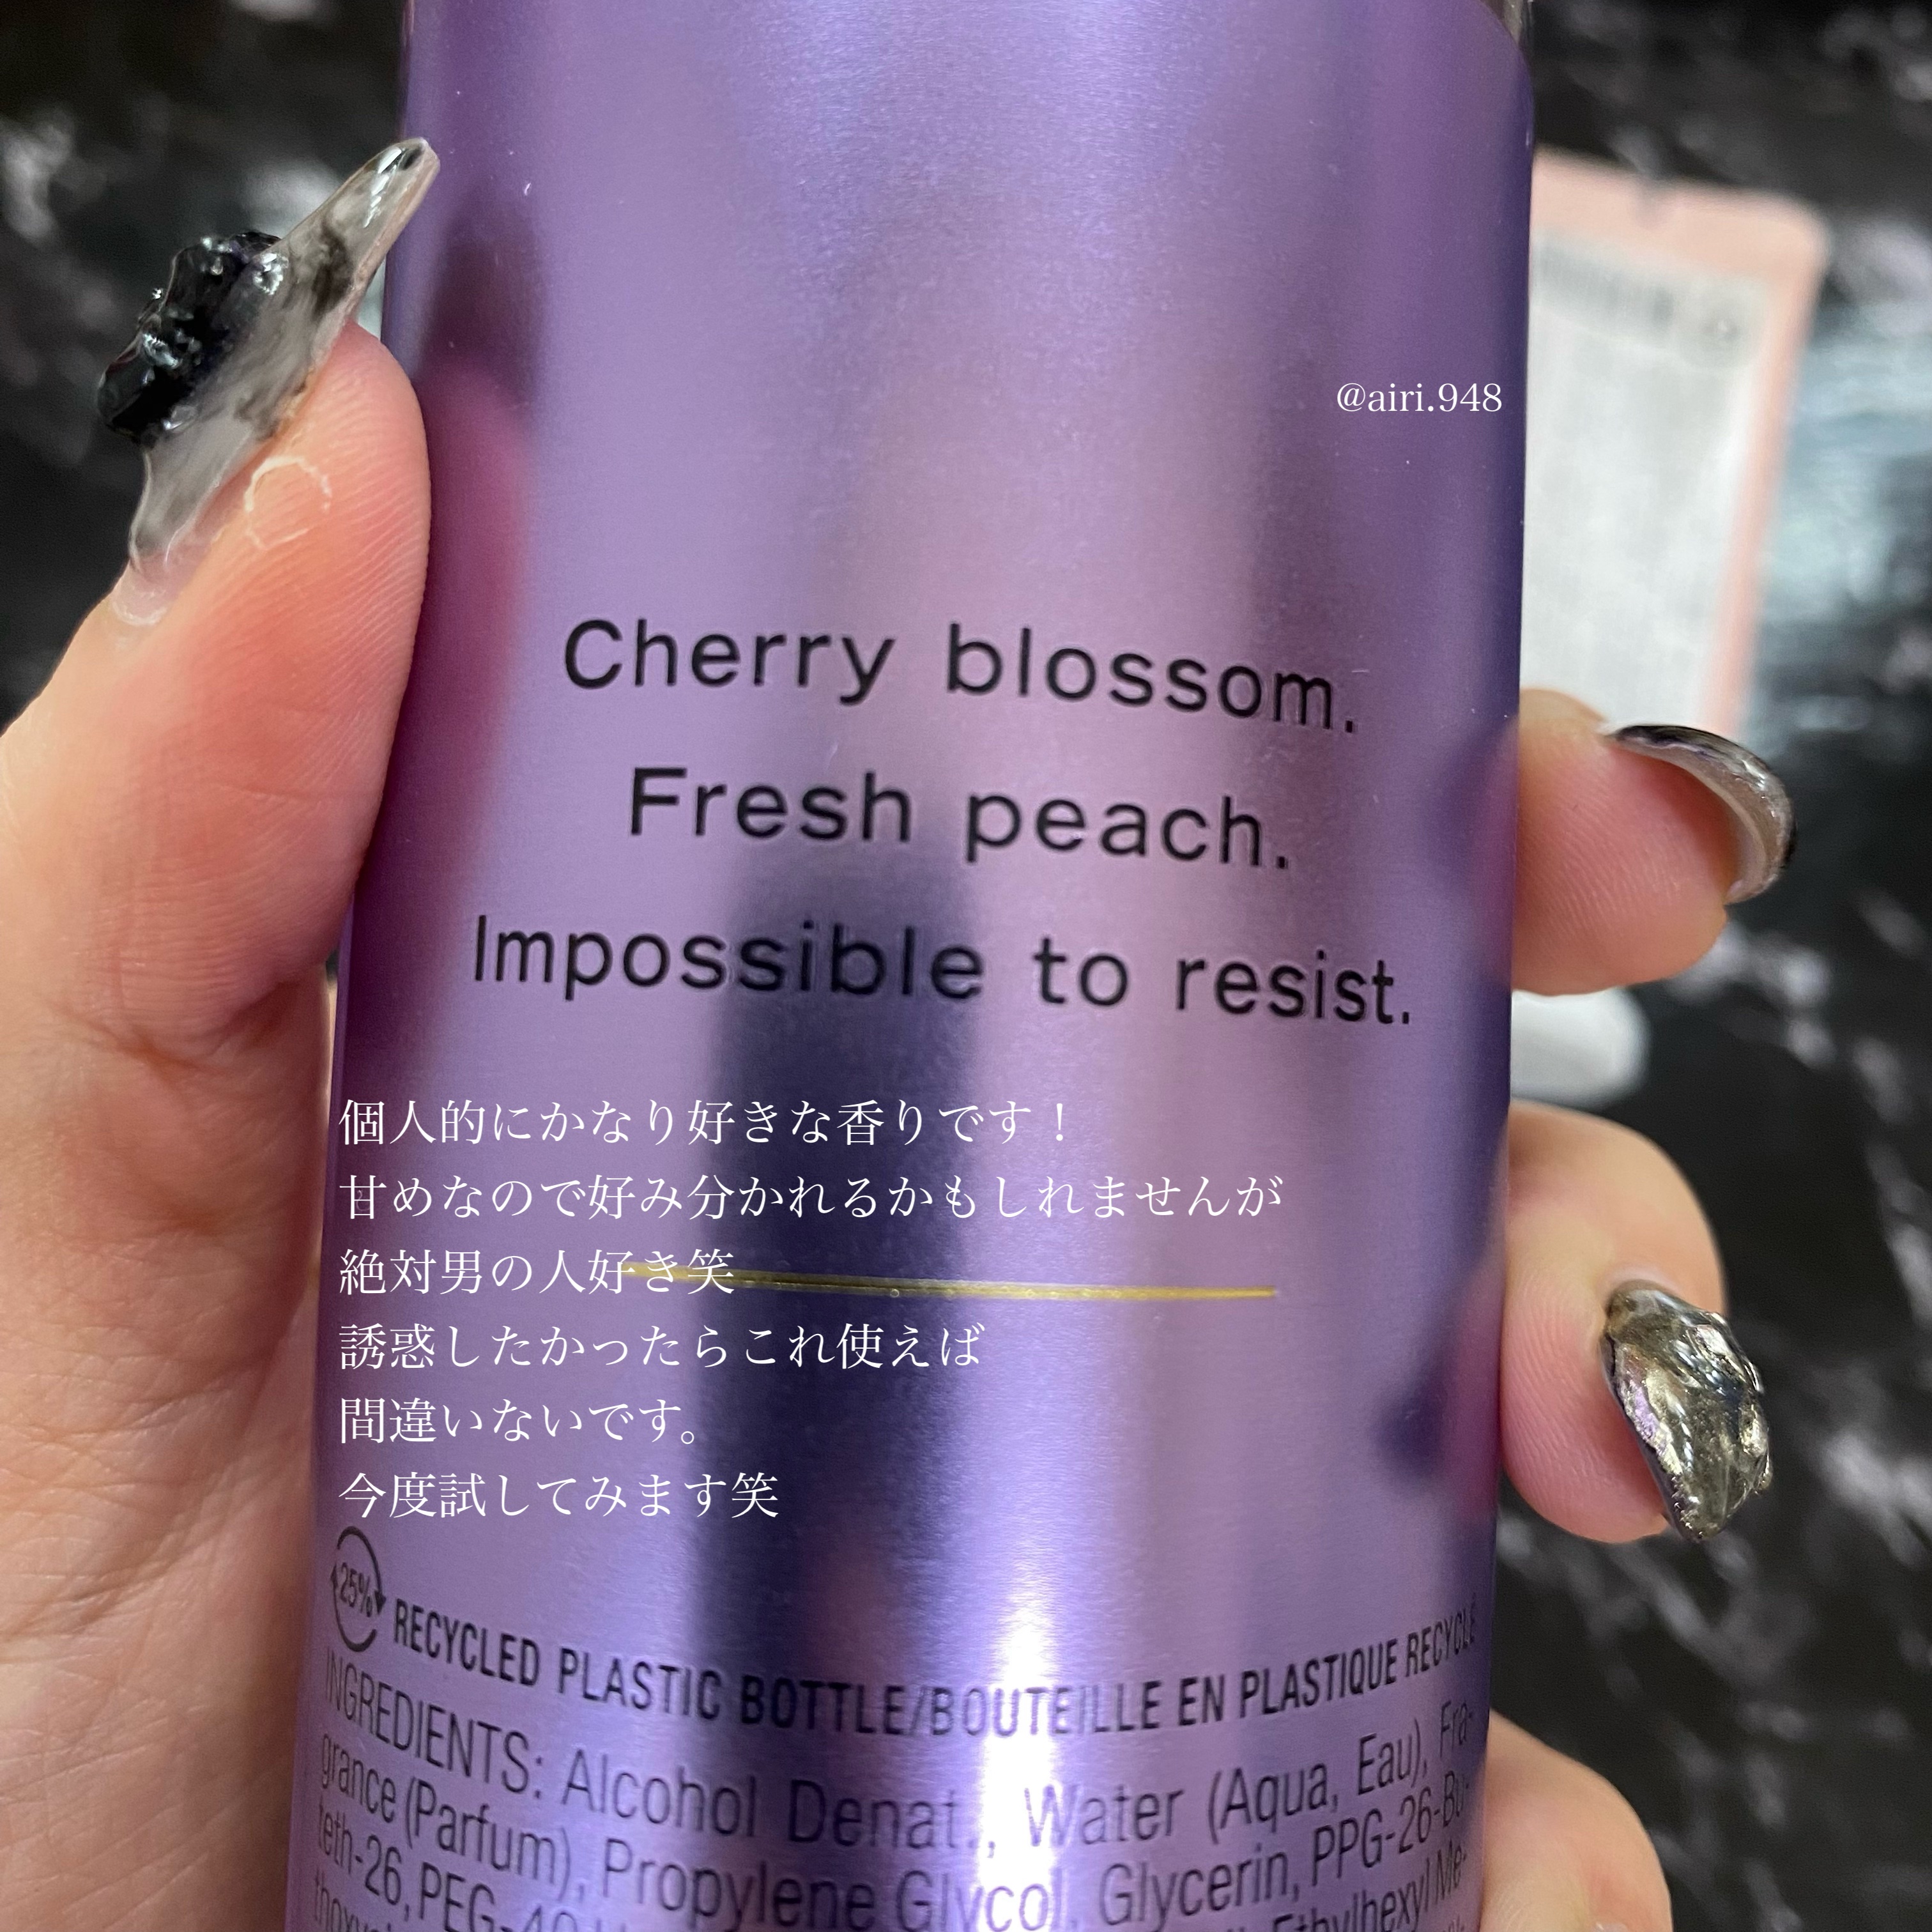 @airi.948
Cherry blossom.
Fresh peach.
Impossible to resist.
個人的にかなり好きな香りです！
甘めなので好み分かれるかもしれませんが
絶対男の人好き笑
誘惑したかったらこれ使えば
間違いないです。
今度試してみます笑
25%
RECYCLED PLASTIC BOTTLE/BOUTEILLE EN PLASTIQUE RECYCLÉ
INGREDIENTS: Alcohol Denat., Water (Aqua, Eau), Fra-
grance (Parfum), Propylene Glycol, Glycerin, PPG-26-Bu-
teth-26, PEG-40 Ethylhexyl Me-